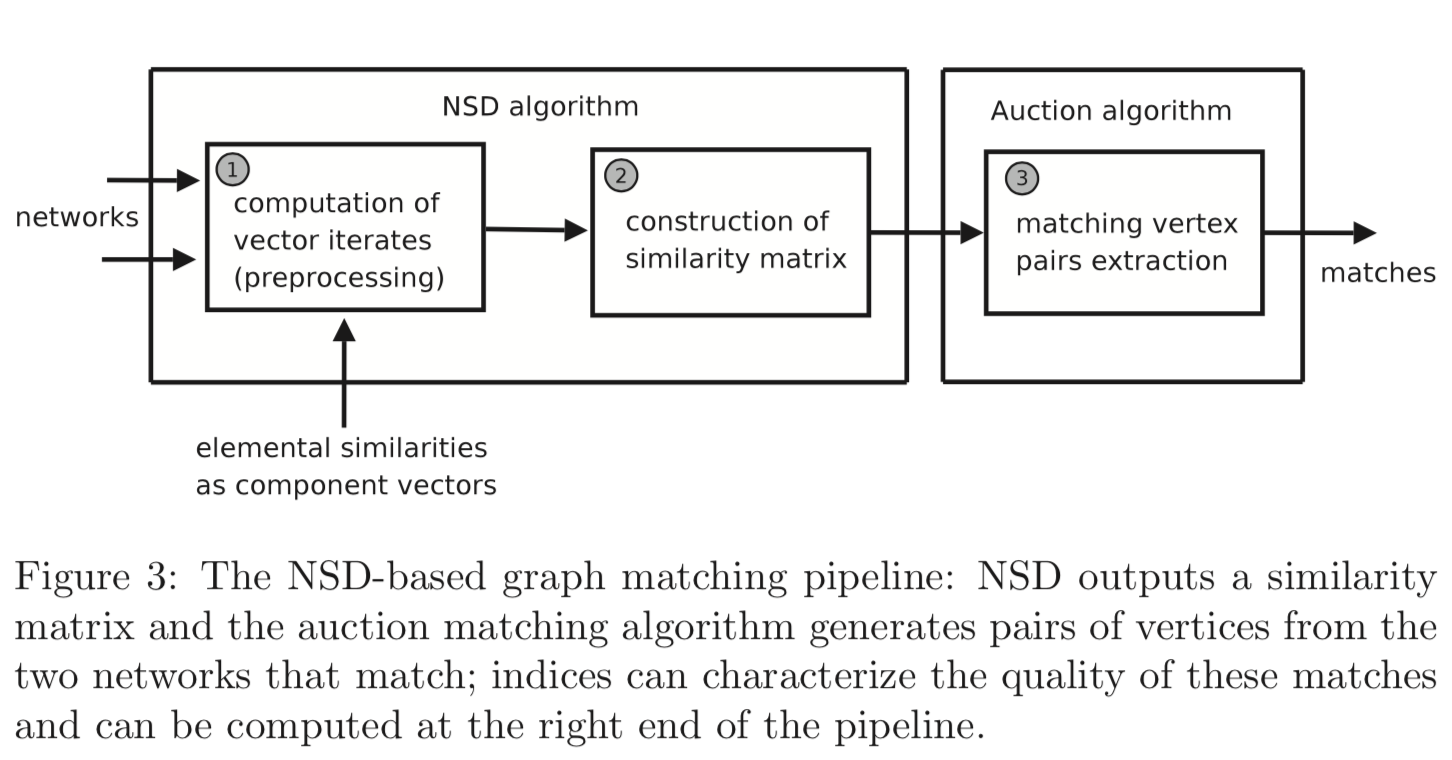 NSD algorithm
Auction algorithm
networks
1
computation of
vector iterates
(preprocessing)
2
construction of
similarity matrix
3
matching vertex
pairs extraction
matches
elemental similarities
as component vectors
Figure 3: The NSD-based graph matching pipeline: NSD outputs a similarity
matrix and the auction matching algorithm generates pairs of vertices from the
two networks that match; indices can characterize the quality of these matches
and can be computed at the right end of the pipeline.